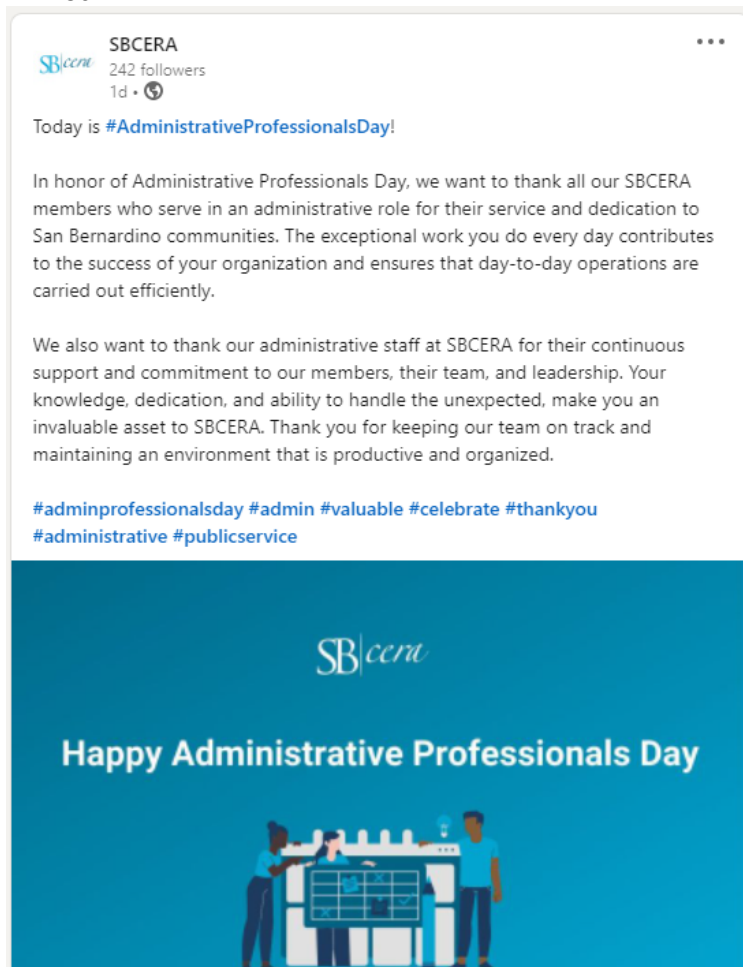 SBCERA
SB cera
242 followers
1d •
Today is #AdministrativeProfessionalsDay!
In honor of Administrative Professionals Day, we want to thank all our SBCERA
members who serve in an administrative role for their service and dedication to
San Bernardino communities. The exceptional work you do every day contributes
to the success of your organization and ensures that day-to-day operations are
carried out efficiently.
We also want to thank our administrative staff at SBCERA for their continuous
support and commitment to our members, their team, and leadership. Your
knowledge, dedication, and ability to handle the unexpected, make you an
invaluable asset to SBCERA. Thank you for keeping our team on track and
maintaining an environment that is productive and organized.
#adminprofessionalsday #admin #valuable #celebrate #thankyou
#administrative #publicservice
SB cera
Happy Administrative Professionals Day